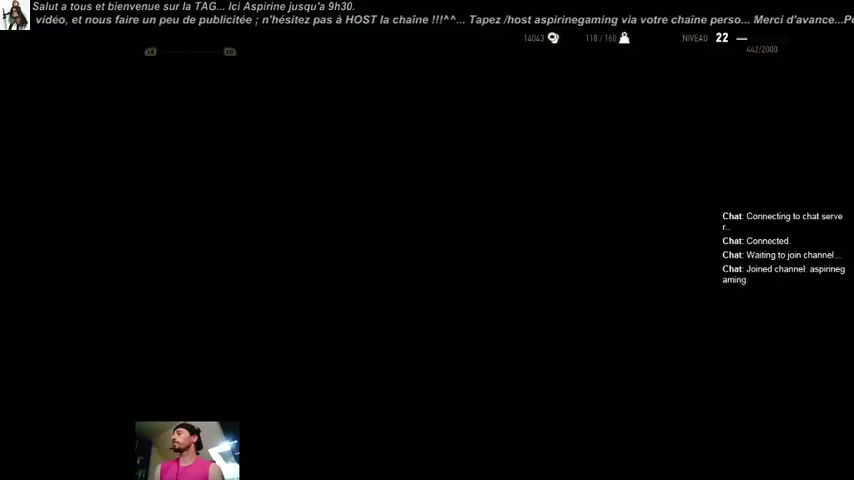 Salut a tous et bienvenue sur la TAG... Ici Aspirine jusqu'a 9h30.
vidéo, et nous faire un peu de publicitée ; n'hésitez pas à HOST la chaîne !!!^^... Tapez /host aspirinegaming via votre chaîne perso... Merci d'avance...Po
14043 118 / 160 NIVEAU 22
442/2000
LB RB
Chat: Connecting to chat serve
r..
Chat: Connected.
Chat: Waiting to join channel...
Chat: Joined channel: aspirineg
aming.